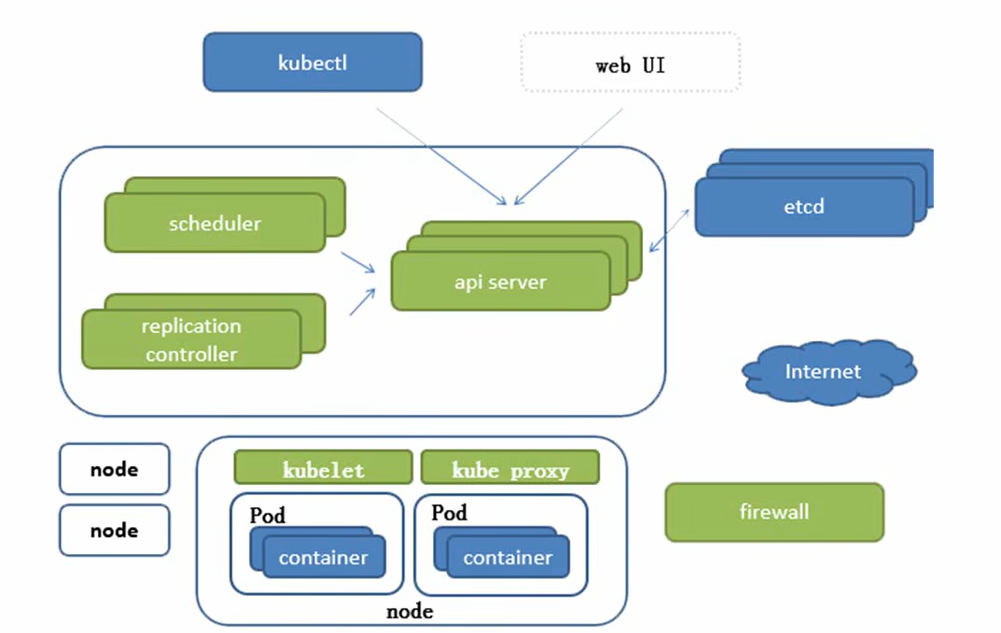 kubectl
web UI
scheduler
api server
etcd
replication
controller
Internet
node
node
kubelet
kube proxy
Pod
container
Pod
container
node
firewall